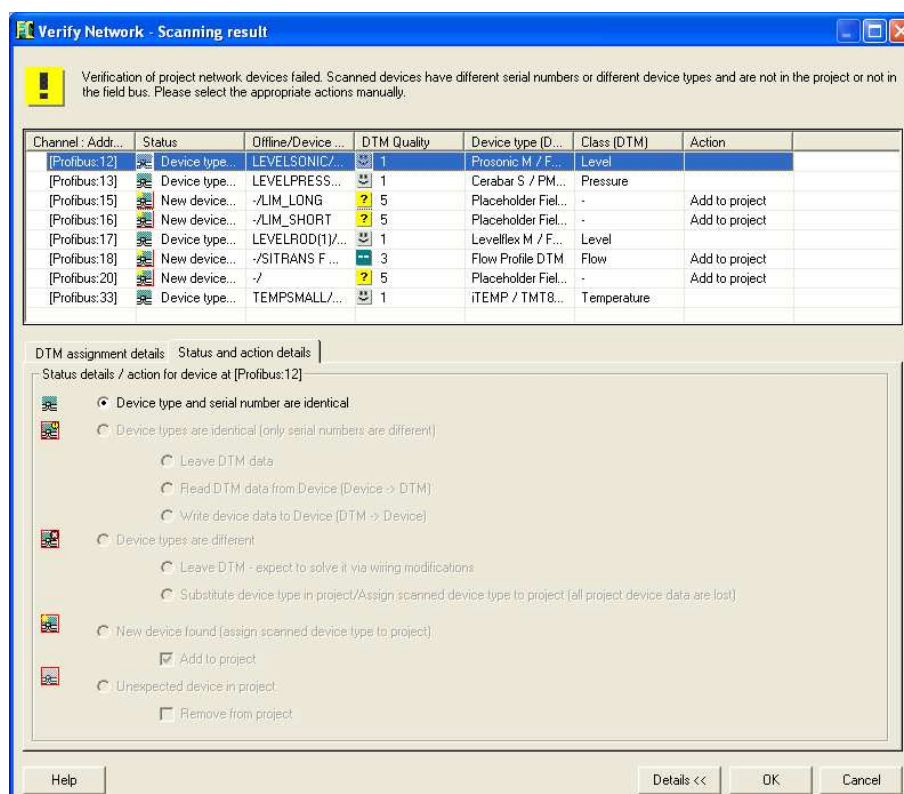 Verify Network - Scanning result
Verification of project network devices failed. Scanned devices have different serial numbers or different device types and are not in the project or not in
the field bus. Please select the appropriate actions manually.
Channel : Addr... Status Offline/Device ... DTM Quality Device type (D... Class (DTM) Action
[Profibus:12] Device type... LEVELSONIC/... 1 Prosonic M / F... Level
[Profibus:13] Device type... LEVELPRESS... 1 Cerabar S / PM... Pressure
[Profibus:15] New device... -/LIM_LONG ? 5 Placeholder Fiel... - Add to project
[Profibus:16] New device... -/LIM_SHORT ? 5 Placeholder Fiel... - Add to project
[Profibus:17] Device type... LEVELROD(1)/... 1 Levelflex M / F... Level
[Profibus:18] New device... -/SITRANS F ... 3 Flow Profile DTM Flow Add to project
[Profibus:20] New device... -/ ? 5 Placeholder Fiel... - Add to project
[Profibus:33] Device type... TEMPSMALL/... 1 iTEMP / TMT8... Temperature
DTM assignment details Status and action details
Status details / action for device at [Profibus:12]
Device type and serial number are identical
Device types are identical (only serial numbers are different)
Leave DTM data
Read DTM data from Device (Device -> DTM)
Write device data to Device (DTM -> Device)
Device types are different
Leave DTM - expect to solve it via wiring modifications
Substitute device type in project/Assign scanned device type to project (all project device data are lost)
New device found (assign scanned device type to project)
Add to project
Unexpected device in project
Remove from project
Help Details << OK Cancel